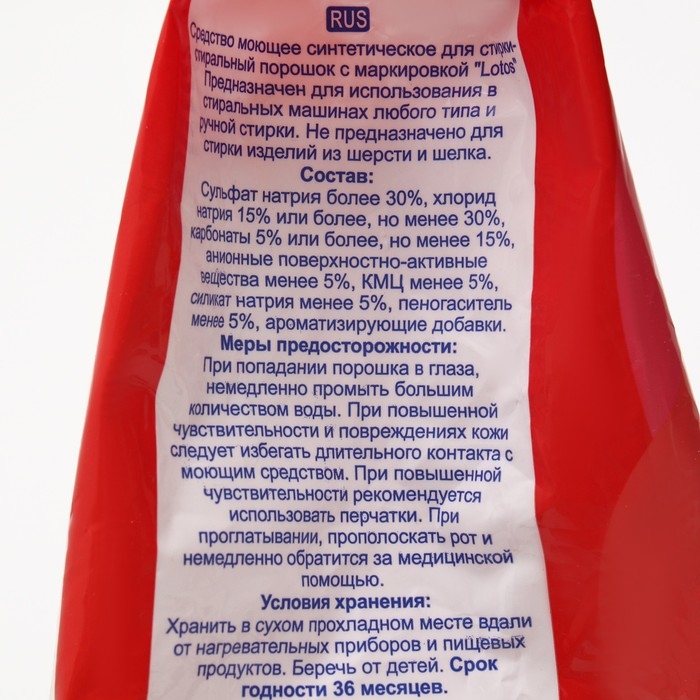 RUS
Средство моющее синтетическое для стирки-
стиральный порошок с маркировкой "Lotos"
Предназначен для использования в
стиральных машинах любого типа и
ручной стирки. Не предназначено для
стирки изделий из шерсти и шелка.
Состав:
Сульфат натрия более 30%, хлорид
натрия 15% или более, но менее 30%,
карбонаты 5% или более, но менее 15%,
анионные поверхностно-активные
вещества менее 5%, КМЦ менее 5%,
силикат натрия менее 5%, пеногаситель
менее 5%, ароматизирующие добавки.
Меры предосторожности:
При попадании порошка в глаза,
немедленно промыть большим
количеством воды. При повышенной
чувствительности и повреждениях кожи
следует избегать длительного контакта с
моющим средством. При повышенной
чувствительности рекомендуется
использовать перчатки. При
проглатывании, прополоскать рот и
немедленно обратится за медицинской
помощью.
Условия хранения:
Хранить в сухом прохладном месте вдали
от нагревательных приборов и пищевых
продуктов. Беречь от детей. Срок
годности 36 месяцев.